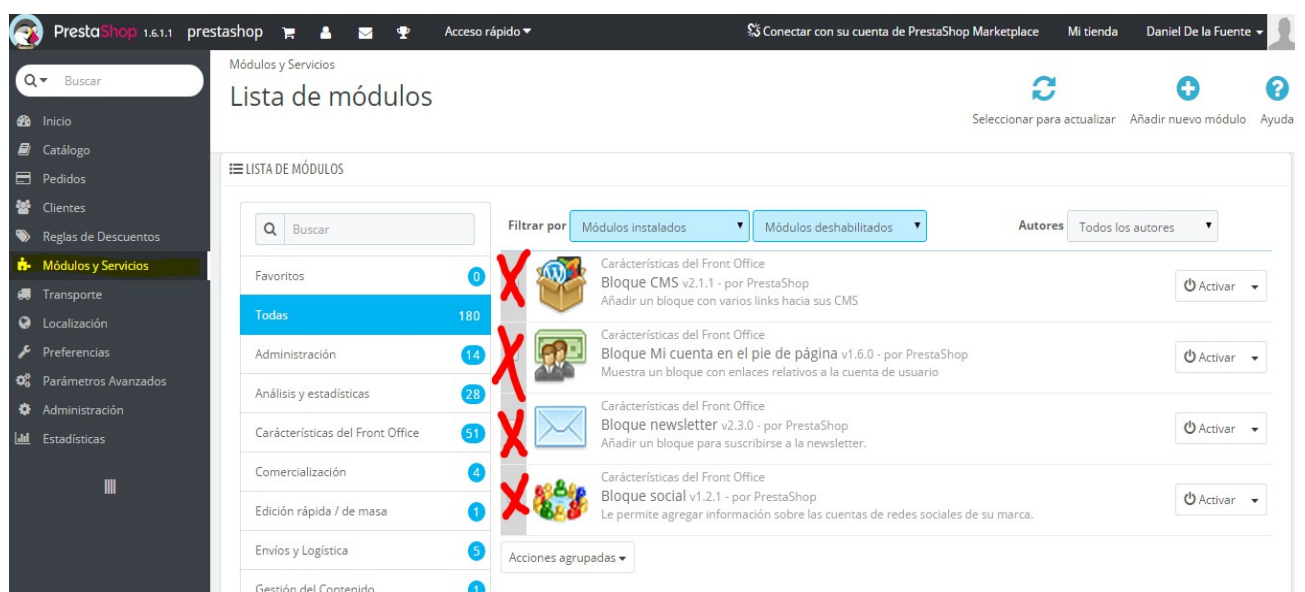 PrestaShop 1.6.1.1 prestashop Acceso rápido Conectar con su cuenta de PrestaShop Marketplace Mi tienda Daniel De la Fuente
Buscar
Inicio
Catálogo
Pedidos
Clientes
Reglas de Descuentos
Módulos y Servicios
Transporte
Localización
Preferencias
Parámetros Avanzados
Administración
Estadísticas
Módulos y Servicios
Lista de módulos
Seleccionar para actualizar Añadir nuevo módulo Ayuda
LISTA DE MÓDULOS
Buscar
Favoritos 0
Todas 180
Administración 14
Análisis y estadísticas 28
Carácterísticas del Front Office 51
Comercialización 4
Edición rápida / de masa 1
Envíos y Logística 5
Gestión del Contenido 1
Filtrar por Módulos instalados Módulos deshabilitados Autores Todos los autores
Carácterísticas del Front Office
Bloque CMS v2.1.1 - por PrestaShop
Añadir un bloque con varios links hacia sus CMS
Activar
Carácterísticas del Front Office
Bloque Mi cuenta en el pie de página v1.6.0 - por PrestaShop
Muestra un bloque con enlaces relativos a la cuenta de usuario
Activar
Carácterísticas del Front Office
Bloque newsletter v2.3.0 - por PrestaShop
Añadir un bloque para suscribirse a la newsletter.
Activar
Carácterísticas del Front Office
Bloque social v1.2.1 - por PrestaShop
Le permite agregar información sobre las cuentas de redes sociales de su marca.
Activar
Acciones agrupadas